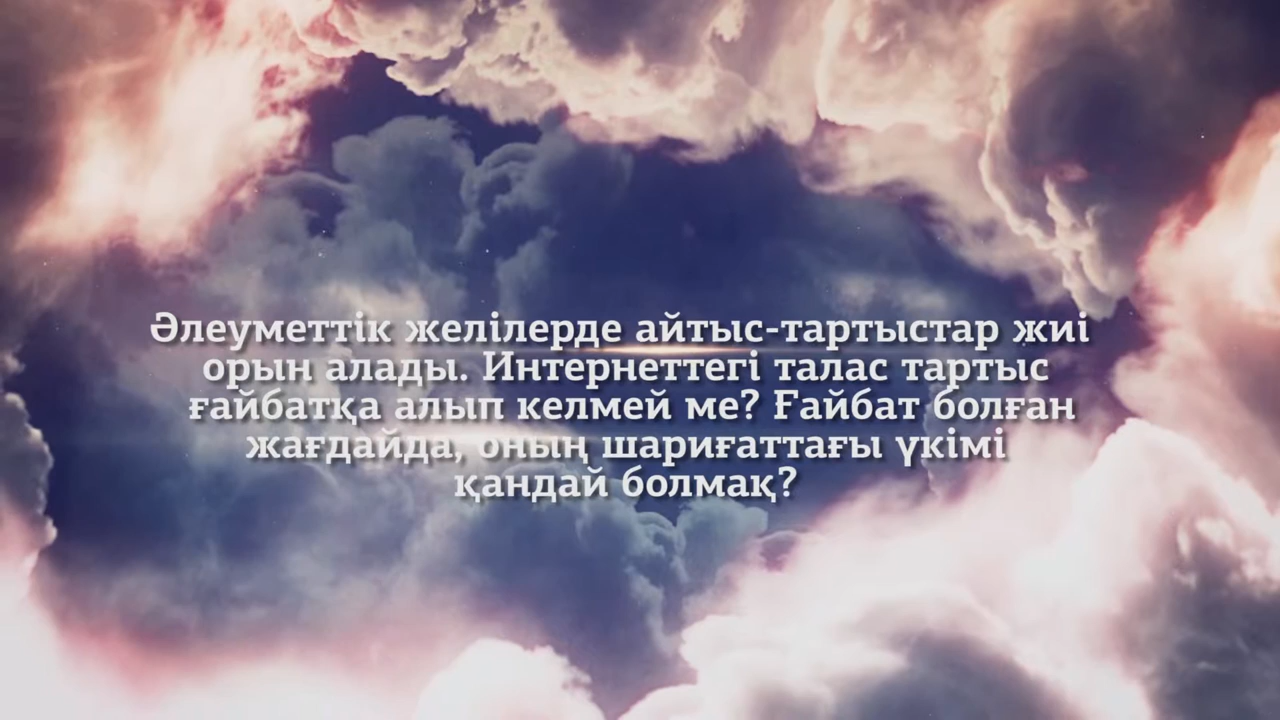 Әлеуметтік желілерде айтыс-тартыстар жиі
орын алады. Интернеттегі талас тартыс
ғайбатқа алып келмей ме? Ғайбат болған
жағдайда, оның шариғаттағы үкімі
қандай болмақ?